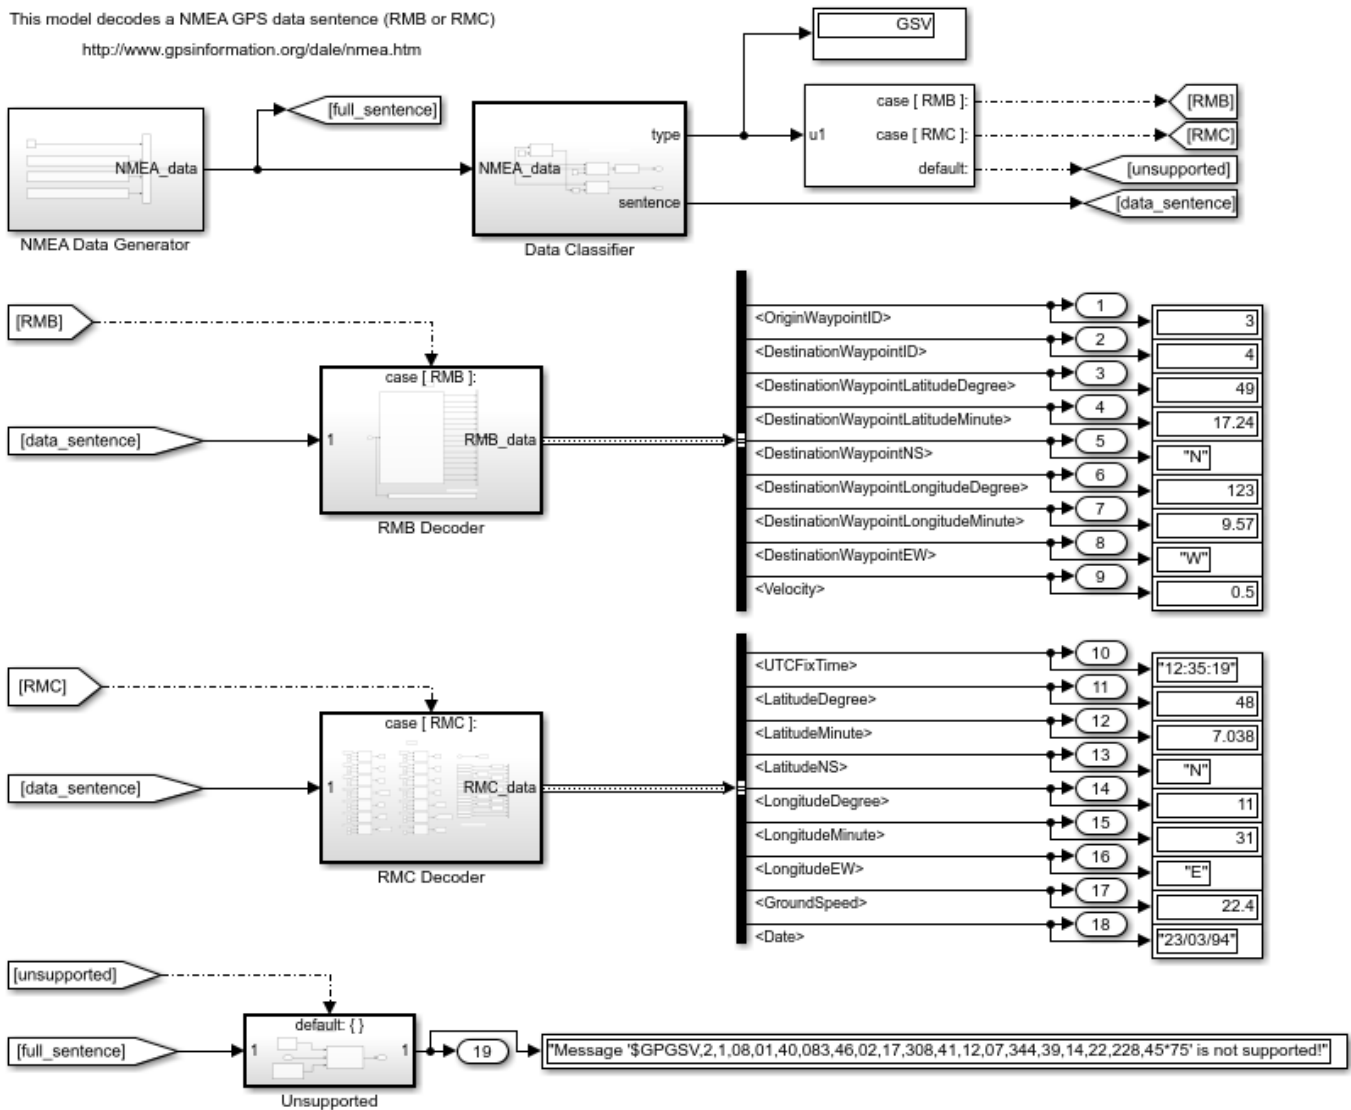 This model decodes a NMEA GPS data sentence (RMB or RMC)
http://www.gpsinformation.org/dale/nmea.htm
GSV
[full_sentence]
NMEA_data
NMEA Data Generator
NMEA_data
type
sentence
Data Classifier
u1
case [ RMB ]:
case [ RMC ]:
default:
[RMB]
[RMC]
[unsupported]
[data_sentence]
[RMB]
[data_sentence]
case [ RMB ]:
1
RMB_data
RMB Decoder
<OriginWaypointID> 1 3
<DestinationWaypointID> 2 4
<DestinationWaypointLatitudeDegree> 3 49
<DestinationWaypointLatitudeMinute> 4 17.24
<DestinationWaypointNS> 5 "N"
<DestinationWaypointLongitudeDegree> 6 123
<DestinationWaypointLongitudeMinute> 7 9.57
<DestinationWaypointEW> 8 "W"
<Velocity> 9 0.5
[RMC]
[data_sentence]
case [ RMC ]:
1
RMC_data
RMC Decoder
<UTCFixTime> 10 "12:35:19"
<LatitudeDegree> 11 48
<LatitudeMinute> 12 7.038
<LatitudeNS> 13 "N"
<LongitudeDegree> 14 11
<LongitudeMinute> 15 31
<LongitudeEW> 16 "E"
<GroundSpeed> 17 22.4
<Date> 18 "23/03/94"
[unsupported]
[full_sentence]
default: { }
1
1
Unsupported
19
"Message '$GPGSV,2,1,08,01,40,083,46,02,17,308,41,12,07,344,39,14,22,228,45*75' is not supported!"